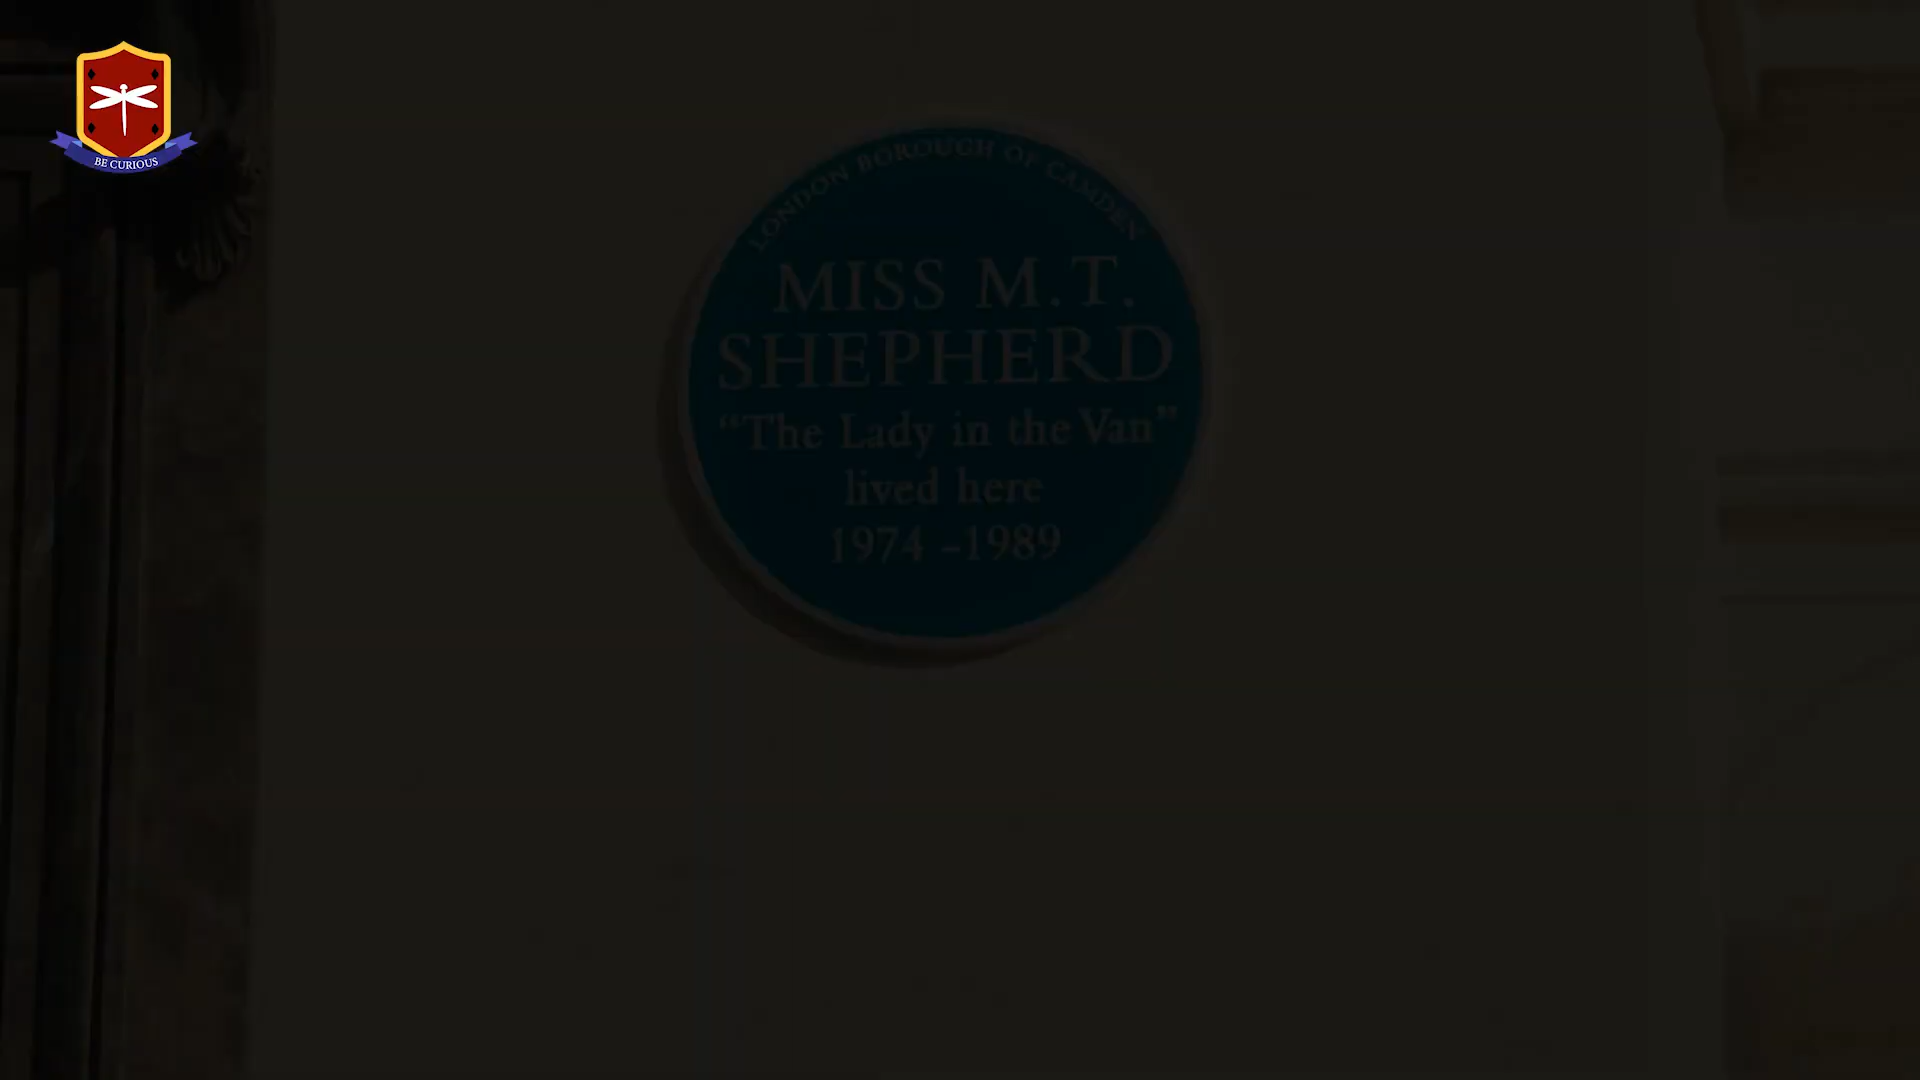 BE CURIOUS
LONDON BOROUGH OF CAMDEN
MISS M.T.
SHEPHERD
“The Lady in the Van”
lived here
1974 – 1989